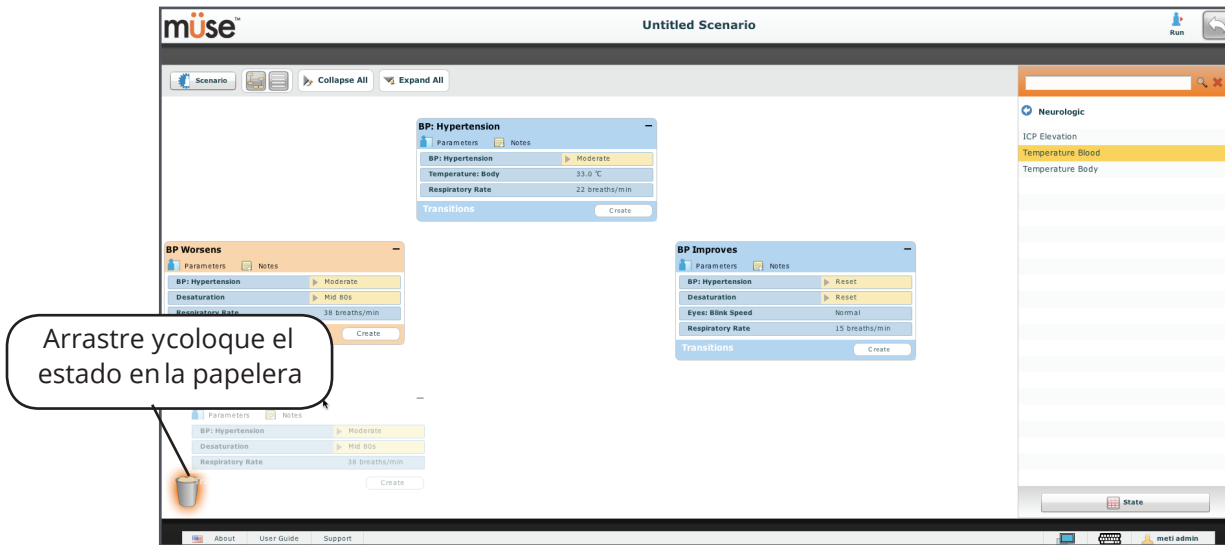 müse™
Untitled Scenario
Run
Scenario
Collapse All
Expand All
Neurologic
ICP Elevation
Temperature Blood
Temperature Body
BP: Hypertension
Parameters Notes
BP: Hypertension Moderate
Temperature: Body 33.0 °C
Respiratory Rate 22 breaths/min
Transitions Create
BP Worsens
Parameters Notes
BP: Hypertension Moderate
Desaturation Mid 80s
Respiratory Rate 38 breaths/min
Create
BP Improves
Parameters Notes
BP: Hypertension Reset
Desaturation Reset
Eyes: Blink Speed Normal
Respiratory Rate 15 breaths/min
Transitions Create
Arrastre ycoloque el
estado en la papelera
Parameters Notes
BP: Hypertension Moderate
Desaturation Mid 80s
Respiratory Rate 38 breaths/min
Create
State
About User Guide Support
meti admin